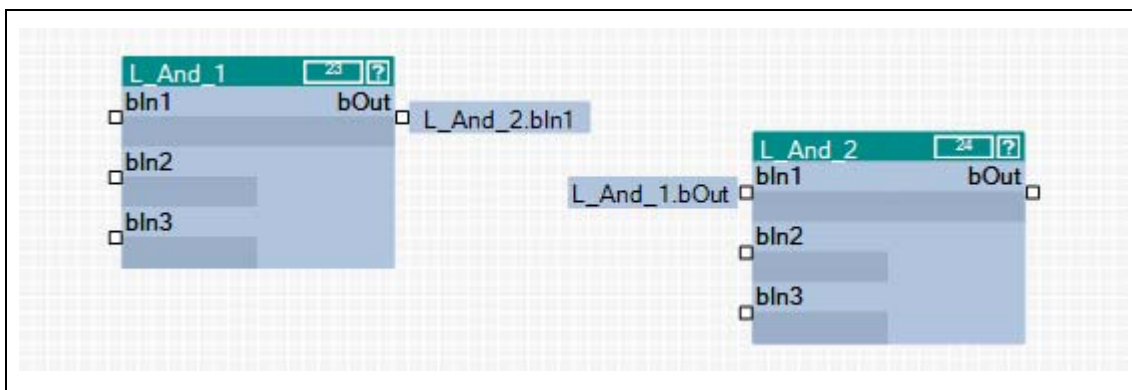 L_And_1 23 ?
bIn1 bOut
L_And_2.bIn1
bIn2
bIn3
L_And_2 24 ?
L_And_1.bOut
bIn1 bOut
bIn2
bIn3